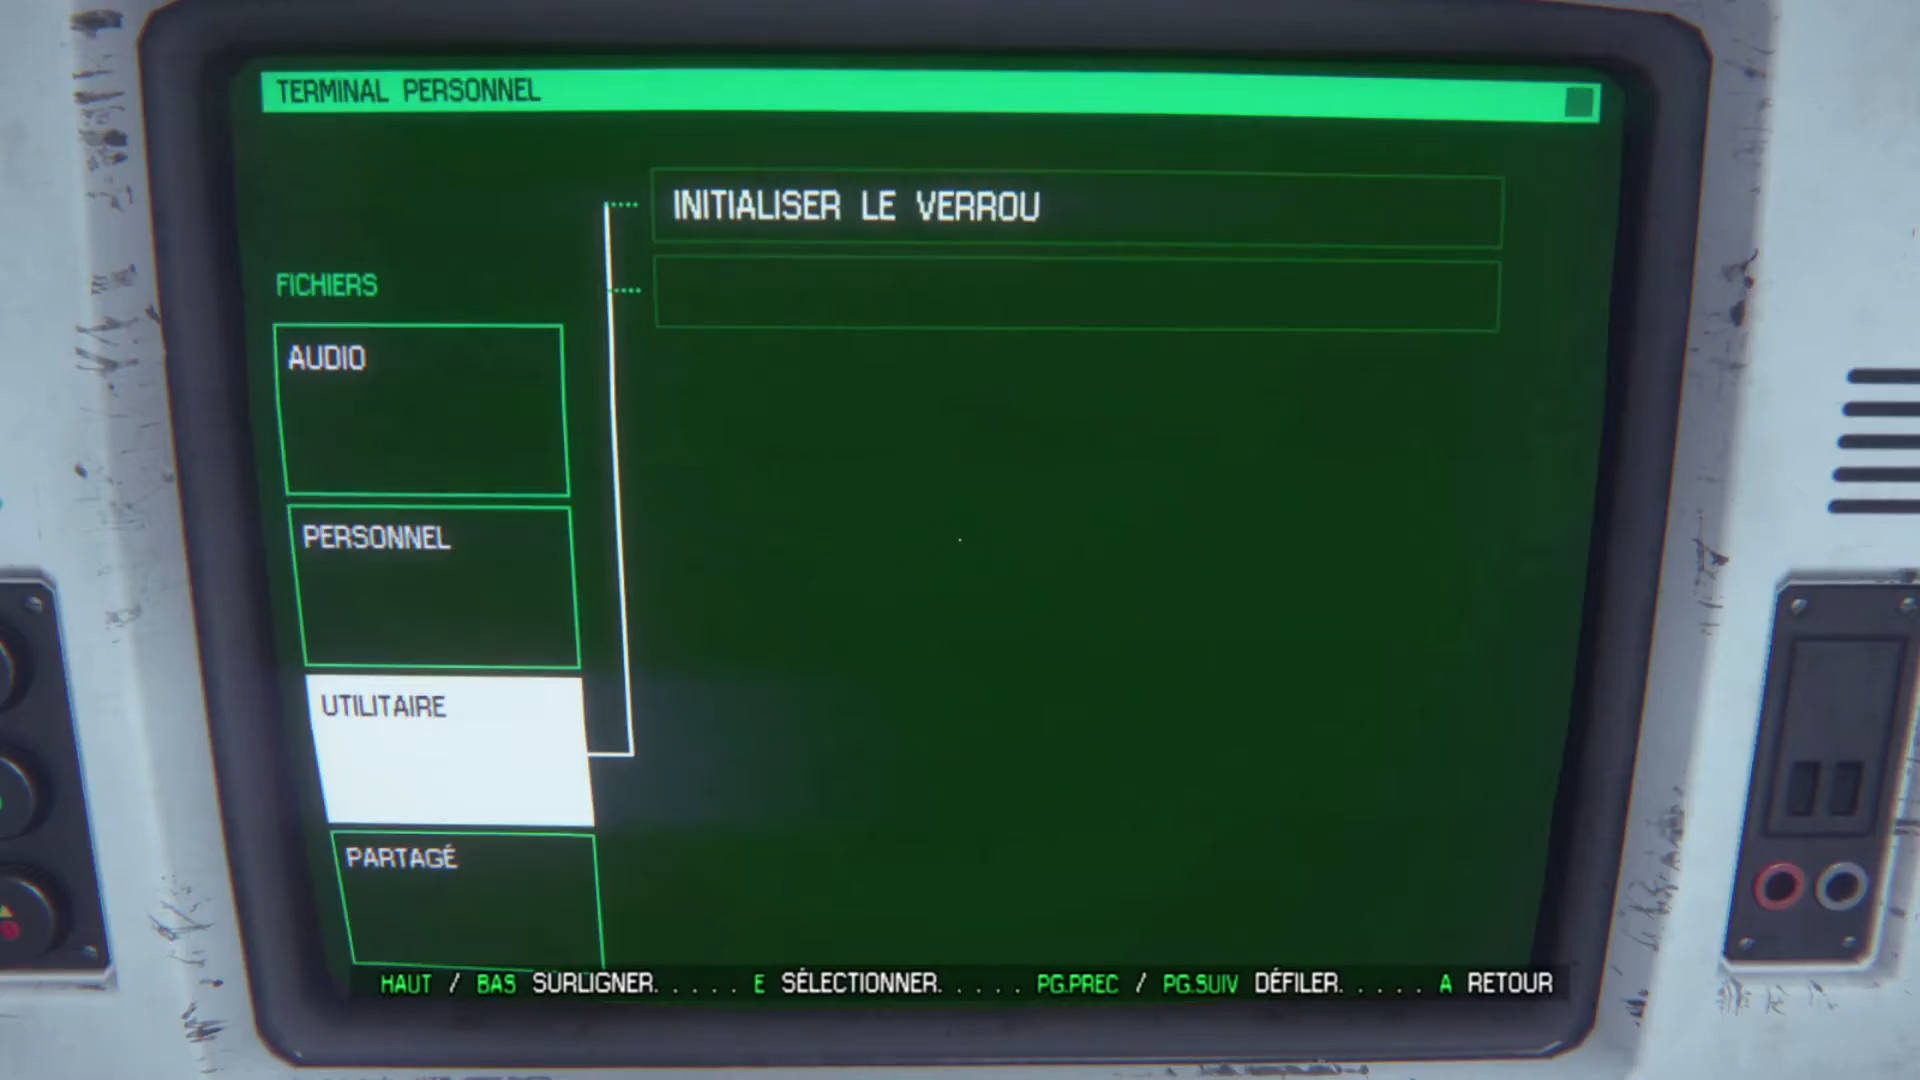 TERMINAL PERSONNEL
INITIALISER LE VERROU
FICHIERS
AUDIO
PERSONNEL
UTILITAIRE
PARTAGÉ
HAUT / BAS SURLIGNER. . . . . E SÉLECTIONNER. . . . . PG.PREC / PG.SUIV DÉFILER. . . . . A RETOUR